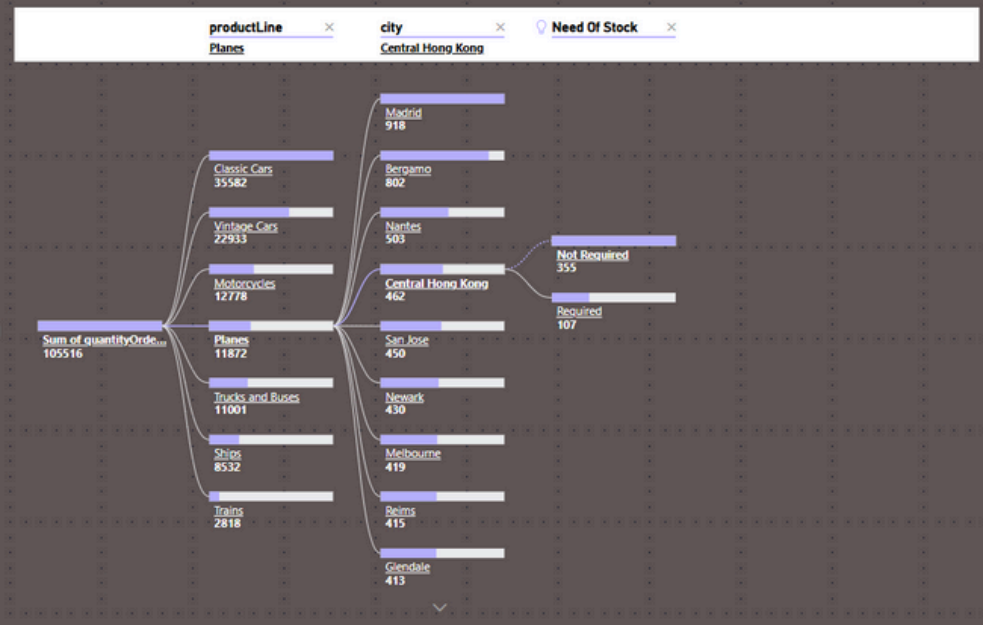 productLine
Planes
city
Central Hong Kong
Need Of Stock
Sum of quantityOrde...
105516
Classic Cars
35582
Vintage Cars
22933
Motorcycles
12778
Planes
11872
Trucks and Buses
11001
Ships
8532
Trains
2818
Madrid
918
Bergamo
802
Nantes
503
Central Hong Kong
462
San Jose
450
Newark
430
Melbourne
419
Reims
415
Glendale
413
Not Required
355
Required
107